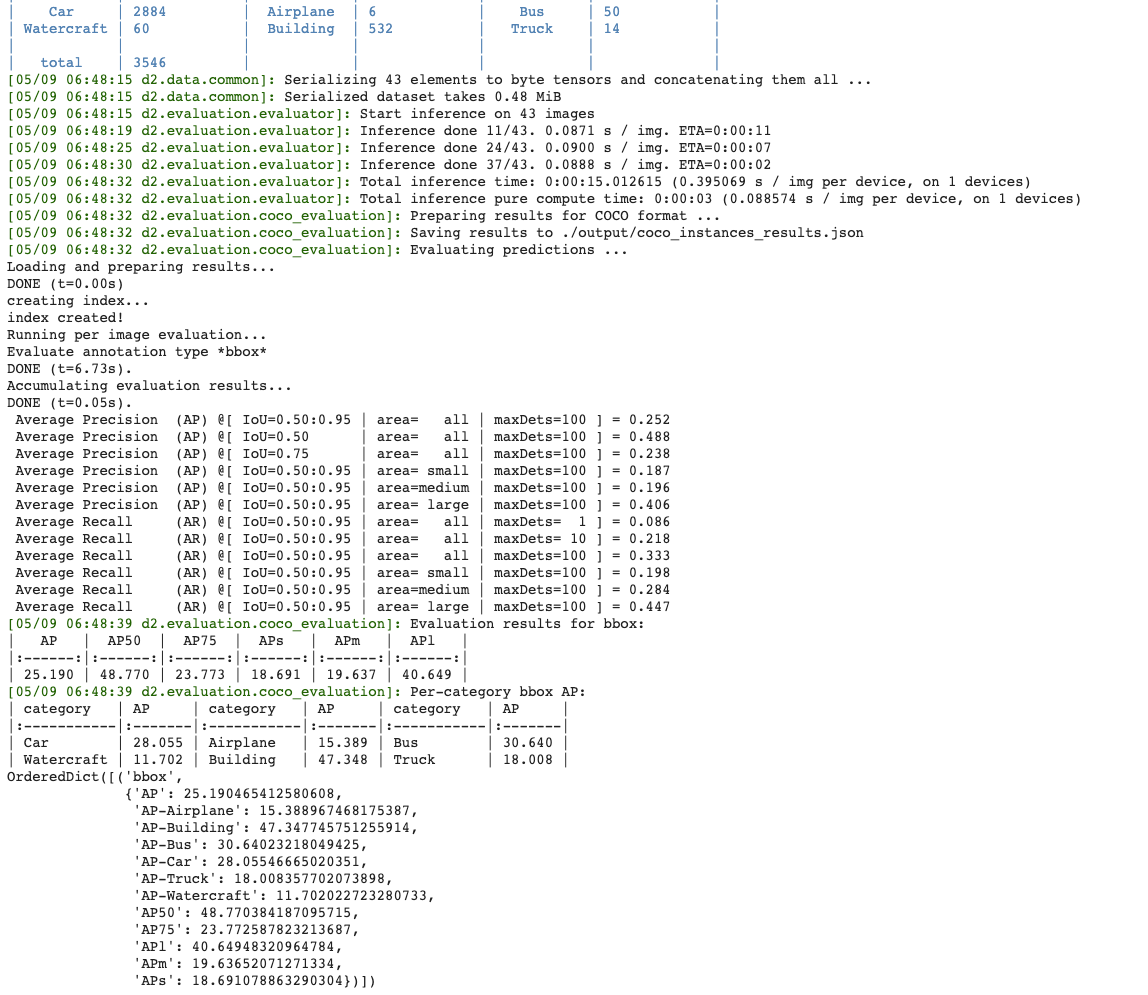 |    Car     | 2884         |  Airplane  | 6            |    Bus     | 50           |
| Watercraft | 60           |  Building  | 532          |   Truck    | 14           |
|            |              |            |              |            |              |
|   total    | 3546         |            |              |            |              |
[05/09 06:48:15 d2.data.common]: Serializing 43 elements to byte tensors and concatenating them all ...
[05/09 06:48:15 d2.data.common]: Serialized dataset takes 0.48 MiB
[05/09 06:48:15 d2.evaluation.evaluator]: Start inference on 43 images
[05/09 06:48:19 d2.evaluation.evaluator]: Inference done 11/43. 0.0871 s / img. ETA=0:00:11
[05/09 06:48:25 d2.evaluation.evaluator]: Inference done 24/43. 0.0900 s / img. ETA=0:00:07
[05/09 06:48:30 d2.evaluation.evaluator]: Inference done 37/43. 0.0888 s / img. ETA=0:00:02
[05/09 06:48:32 d2.evaluation.evaluator]: Total inference time: 0:00:15.012615 (0.395069 s / img per device, on 1 devices)
[05/09 06:48:32 d2.evaluation.evaluator]: Total inference pure compute time: 0:00:03 (0.088574 s / img per device, on 1 devices)
[05/09 06:48:32 d2.evaluation.coco_evaluation]: Preparing results for COCO format ...
[05/09 06:48:32 d2.evaluation.coco_evaluation]: Saving results to ./output/coco_instances_results.json
[05/09 06:48:32 d2.evaluation.coco_evaluation]: Evaluating predictions ...
Loading and preparing results...
DONE (t=0.00s)
creating index...
index created!
Running per image evaluation...
Evaluate annotation type *bbox*
DONE (t=6.73s).
Accumulating evaluation results...
DONE (t=0.05s).
 Average Precision  (AP) @[ IoU=0.50:0.95 | area=   all | maxDets=100 ] = 0.252
 Average Precision  (AP) @[ IoU=0.50      | area=   all | maxDets=100 ] = 0.488
 Average Precision  (AP) @[ IoU=0.75      | area=   all | maxDets=100 ] = 0.238
 Average Precision  (AP) @[ IoU=0.50:0.95 | area= small | maxDets=100 ] = 0.187
 Average Precision  (AP) @[ IoU=0.50:0.95 | area=medium | maxDets=100 ] = 0.196
 Average Precision  (AP) @[ IoU=0.50:0.95 | area= large | maxDets=100 ] = 0.406
 Average Recall     (AR) @[ IoU=0.50:0.95 | area=   all | maxDets=  1 ] = 0.086
 Average Recall     (AR) @[ IoU=0.50:0.95 | area=   all | maxDets= 10 ] = 0.218
 Average Recall     (AR) @[ IoU=0.50:0.95 | area=   all | maxDets=100 ] = 0.333
 Average Recall     (AR) @[ IoU=0.50:0.95 | area= small | maxDets=100 ] = 0.198
 Average Recall     (AR) @[ IoU=0.50:0.95 | area=medium | maxDets=100 ] = 0.284
 Average Recall     (AR) @[ IoU=0.50:0.95 | area= large | maxDets=100 ] = 0.447
[05/09 06:48:39 d2.evaluation.coco_evaluation]: Evaluation results for bbox:
|   AP   |  AP50  |  AP75  |  APs   |  APm   |  APl   |
|:------:|:------:|:------:|:------:|:------:|:------:|
| 25.190 | 48.770 | 23.773 | 18.691 | 19.637 | 40.649 |
[05/09 06:48:39 d2.evaluation.coco_evaluation]: Per-category bbox AP:
| category   | AP     | category   | AP     | category   | AP     |
|:-----------|:-------|:-----------|:-------|:-----------|:-------|
| Car        | 28.055 | Airplane   | 15.389 | Bus        | 30.640 |
| Watercraft | 11.702 | Building   | 47.348 | Truck      | 18.008 |
OrderedDict([('bbox',
              {'AP': 25.190465412580608,
               'AP-Airplane': 15.388967468175387,
               'AP-Building': 47.347745751255914,
               'AP-Bus': 30.64023218049425,
               'AP-Car': 28.05546665020351,
               'AP-Truck': 18.008357702073898,
               'AP-Watercraft': 11.702022723280733,
               'AP50': 48.770384187095715,
               'AP75': 23.772587823213687,
               'APl': 40.64948320964784,
               'APm': 19.63652071271334,
               'APs': 18.691078863290304})])